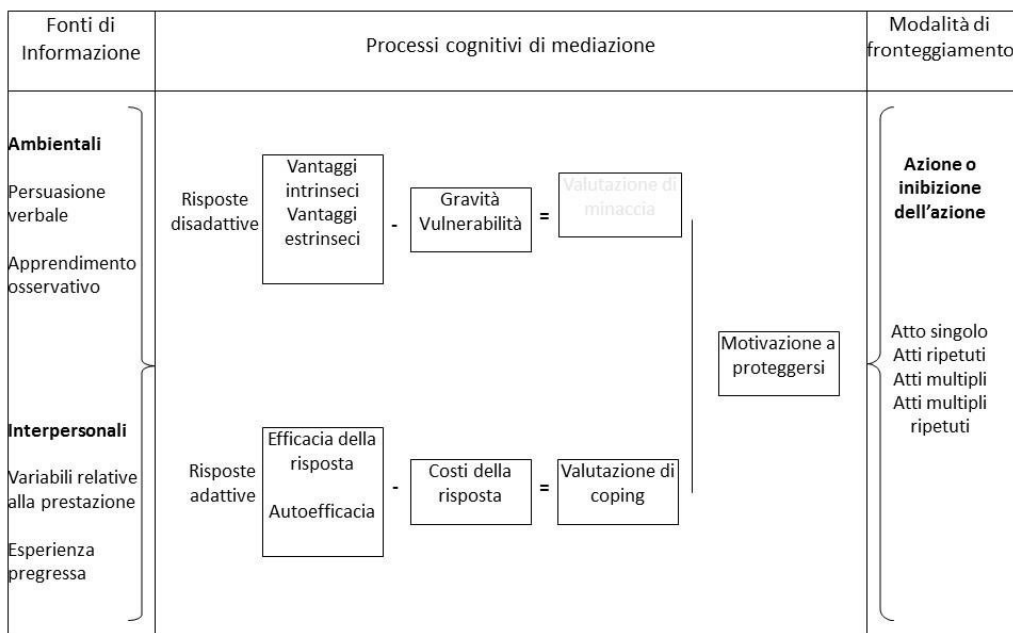 Fonti di
Informazione
Processi cognitivi di mediazione
Modalità di
fronteggiamento
Ambientali
Persuasione
verbale
Apprendimento
osservativo
Interpersonali
Variabili relative
alla prestazione
Esperienza
pregressa
Risposte
disadattive
Vantaggi
intrinseci
Vantaggi
estrinseci
-
Gravità
Vulnerabilità
=
Valutazione di
minaccia
Risposte
adattive
Efficacia della
risposta
Autoefficacia
-
Costi della
risposta
=
Valutazione di
coping
Motivazione a
proteggersi
Azione o
inibizione
dell’azione
Atto singolo
Atti ripetuti
Atti multipli
Atti multipli
ripetuti